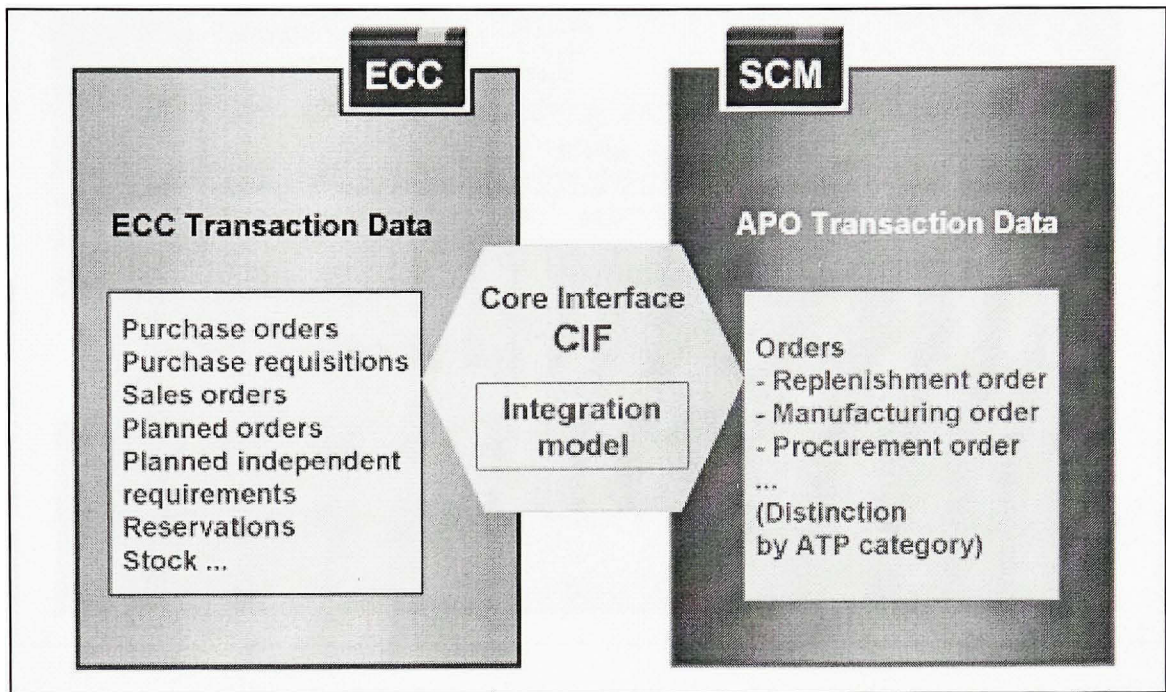 ECC
SCM
ECC Transaction Data
Purchase orders
Purchase requisitions
Sales orders
Planned orders
Planned independent
requirements
Reservations
Stock ...
Core Interface
CIF
Integration
model
APO Transaction Data
Orders
- Replenishment order
- Manufacturing order
- Procurement order
...
(Distinction
by ATP category)